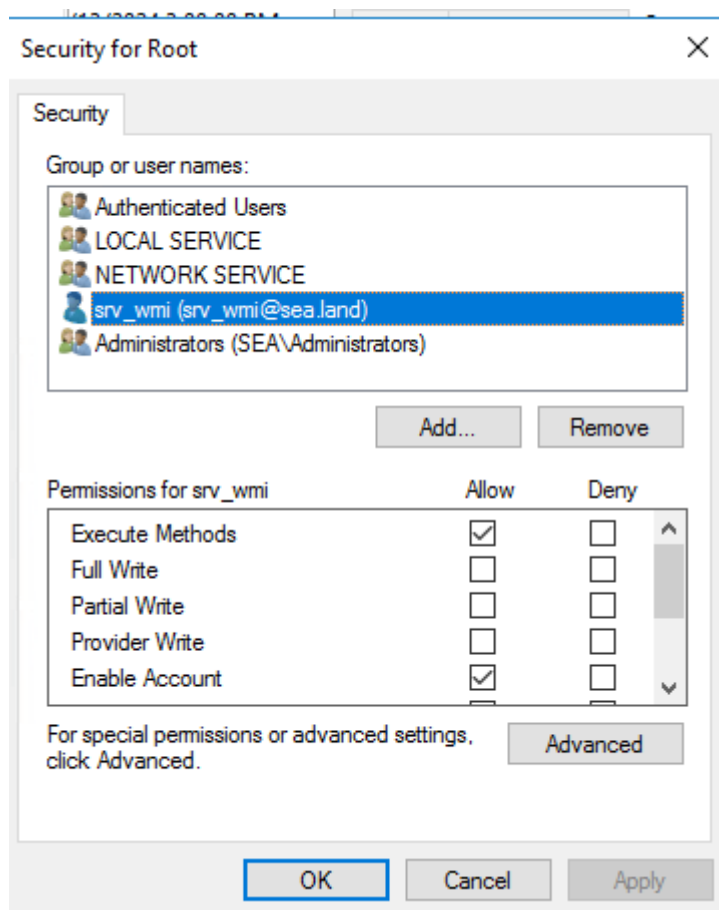 Security for Root
Security
Group or user names:
Authenticated Users
LOCAL SERVICE
NETWORK SERVICE
srv_wmi (srv_wmi@sea.land)
Administrators (SEA\Administrators)
Add...
Remove
Permissions for srv_wmi
Allow
Deny
Execute Methods
Full Write
Partial Write
Provider Write
Enable Account
For special permissions or advanced settings,
click Advanced.
Advanced
OK
Cancel
Apply